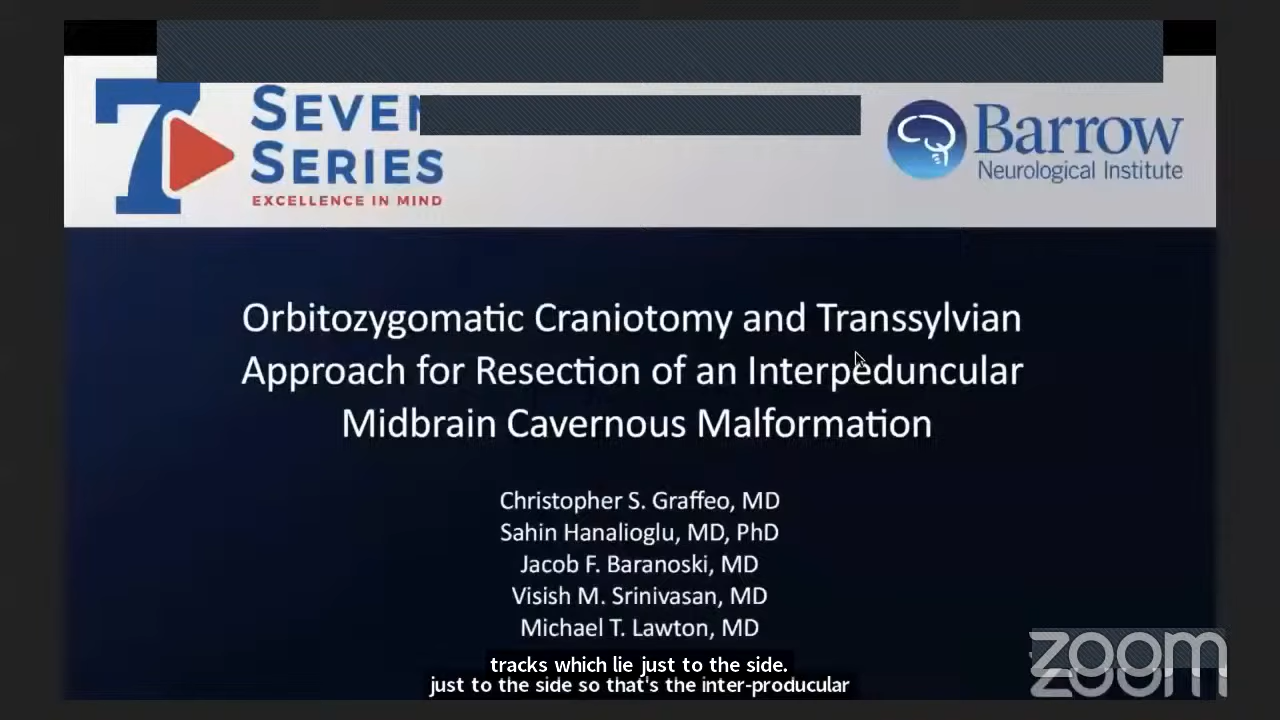 7
SEVEN
SERIES
EXCELLENCE IN MIND
Barrow
Neurological Institute
Orbitozygomatic Craniotomy and Transsylvian
Approach for Resection of an Interpeduncular
Midbrain Cavernous Malformation
Christopher S. Graffeo, MD
Sahin Hanalioglu, MD, PhD
Jacob F. Baranoski, MD
Visish M. Srinivasan, MD
Michael T. Lawton, MD
tracks which lie just to the side.
just to the side so that's the inter-producular
zoom
zoom